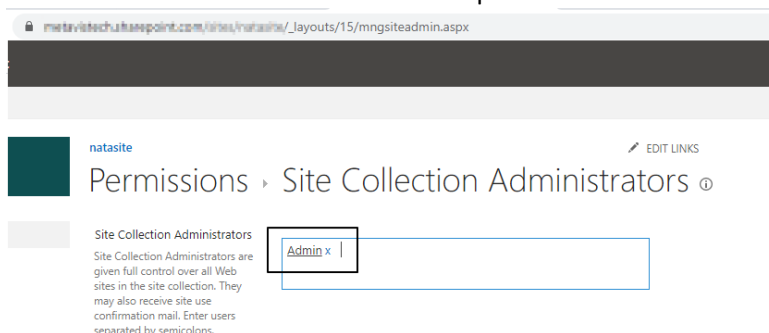 /_layouts/15/mngsiteadmin.aspx
natasite
EDIT LINKS
Permissions › Site Collection Administrators
Site Collection Administrators
Site Collection Administrators are
given full control over all Web
sites in the site collection. They
may also receive site use
confirmation mail. Enter users
separated by semicolons.
Admin x